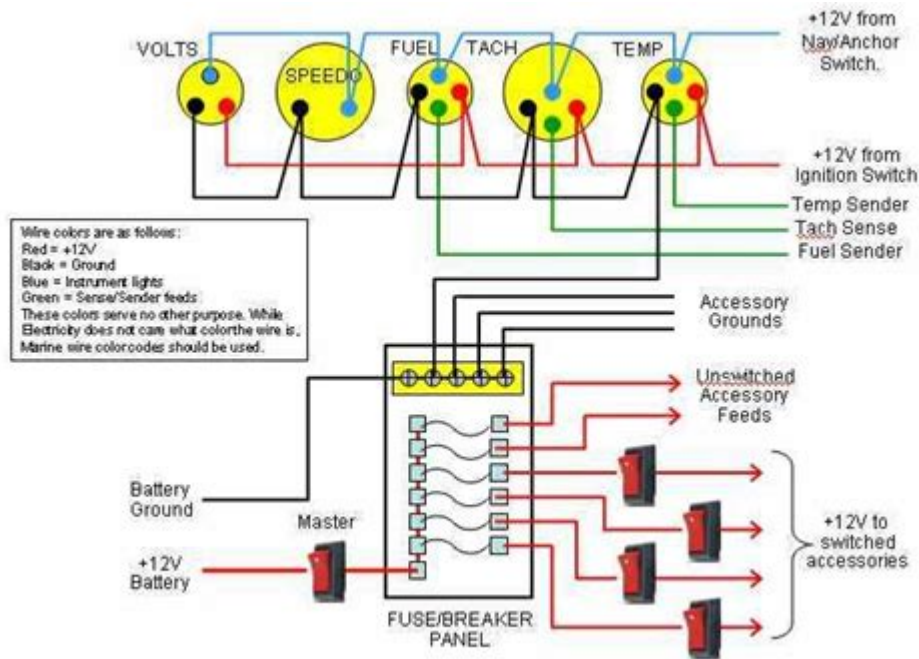 +12V from
Nav/Anchor
Switch.
VOLTS
SPEEDO
FUEL
TACH
TEMP
+12V from
Ignition Switch
Temp Sender
Tach Sense
Fuel Sender
Wire colors are as follows:
Red = +12V
Black = Ground
Blue = Instrument lights
Green = Sense/Sender feeds
These colors serve no other purpose. While
Electricity does not care what color the wire is,
Marine wire color codes should be used.
Accessory
Grounds
Unswitched
Accessory
Feeds
Battery
Ground
Master
+12V
Battery
+12V to
switched
accessories
FUSE/BREAKER
PANEL